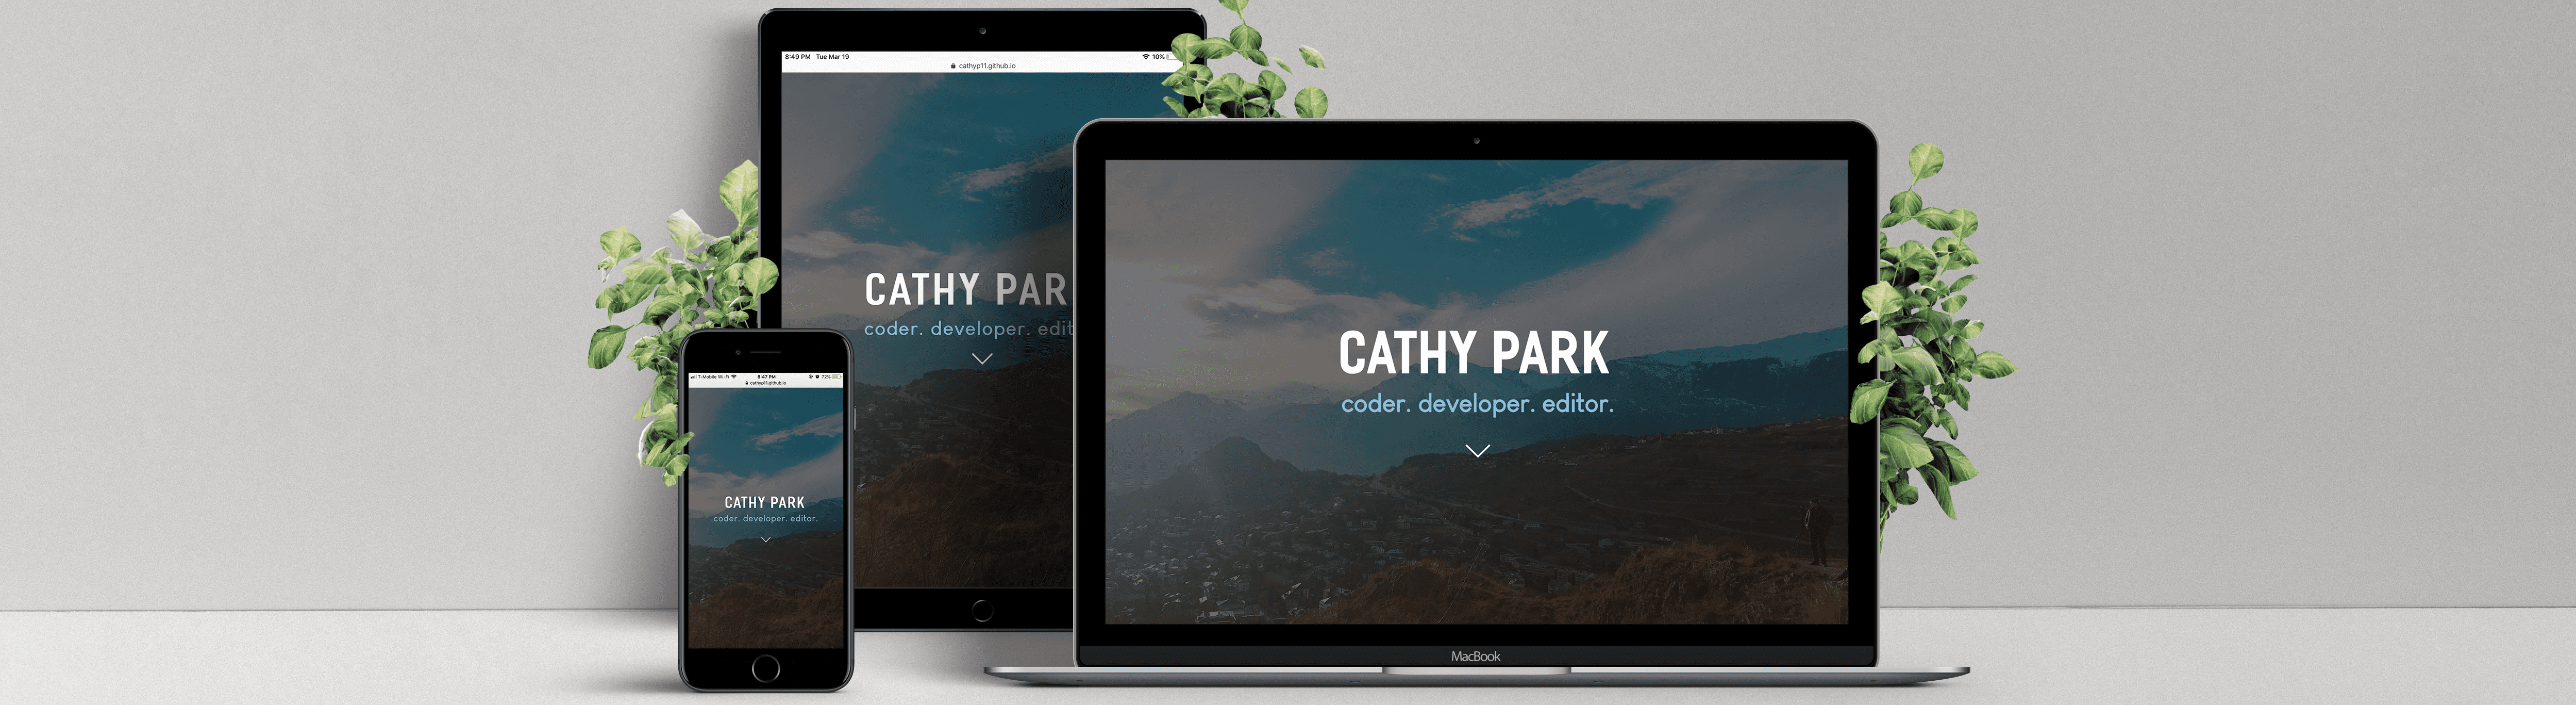 8:49 PM Tue Mar 19
10%
cathyp11.github.io
CATHY PAR
coder. developer. edit
T-Mobile Wi-Fi 8:47 PM 72%
cathyp11.github.io
CATHY PARK
coder. developer. editor.
CATHY PARK
coder. developer. editor.
MacBook